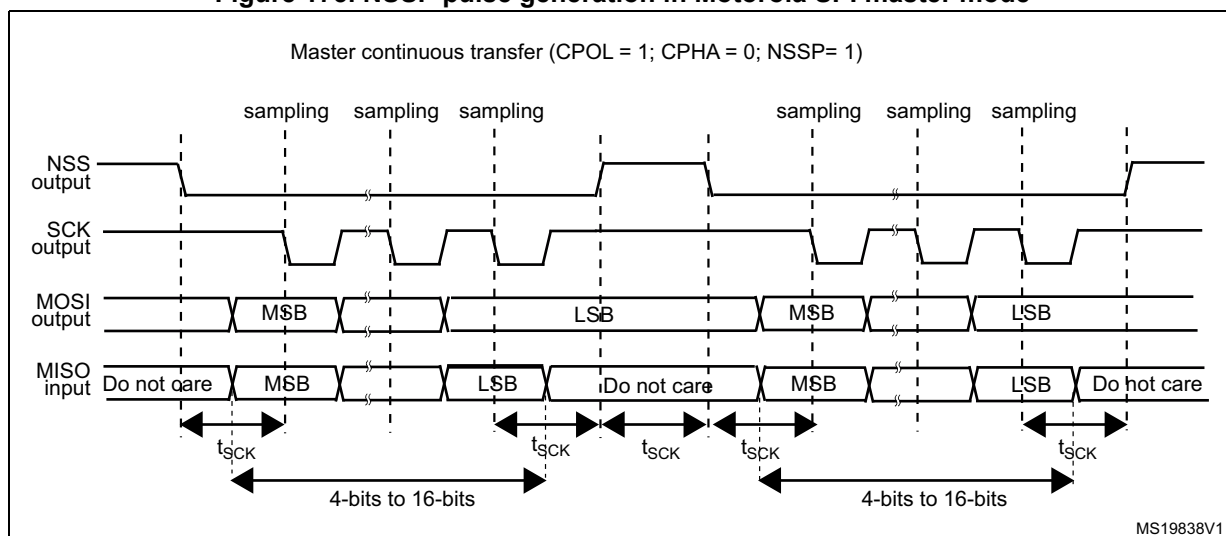 Master continuous transfer (CPOL = 1; CPHA = 0; NSSP= 1)
sampling sampling sampling sampling sampling sampling
NSS
output
SCK
output
MOSI
output
MSB LSB MSB LSB
MISO
input
Do not care MSB LSB Do not care MSB LSB Do not care
tSCK tSCK tSCK tSCK tSCK
4-bits to 16-bits 4-bits to 16-bits
MS19838V1